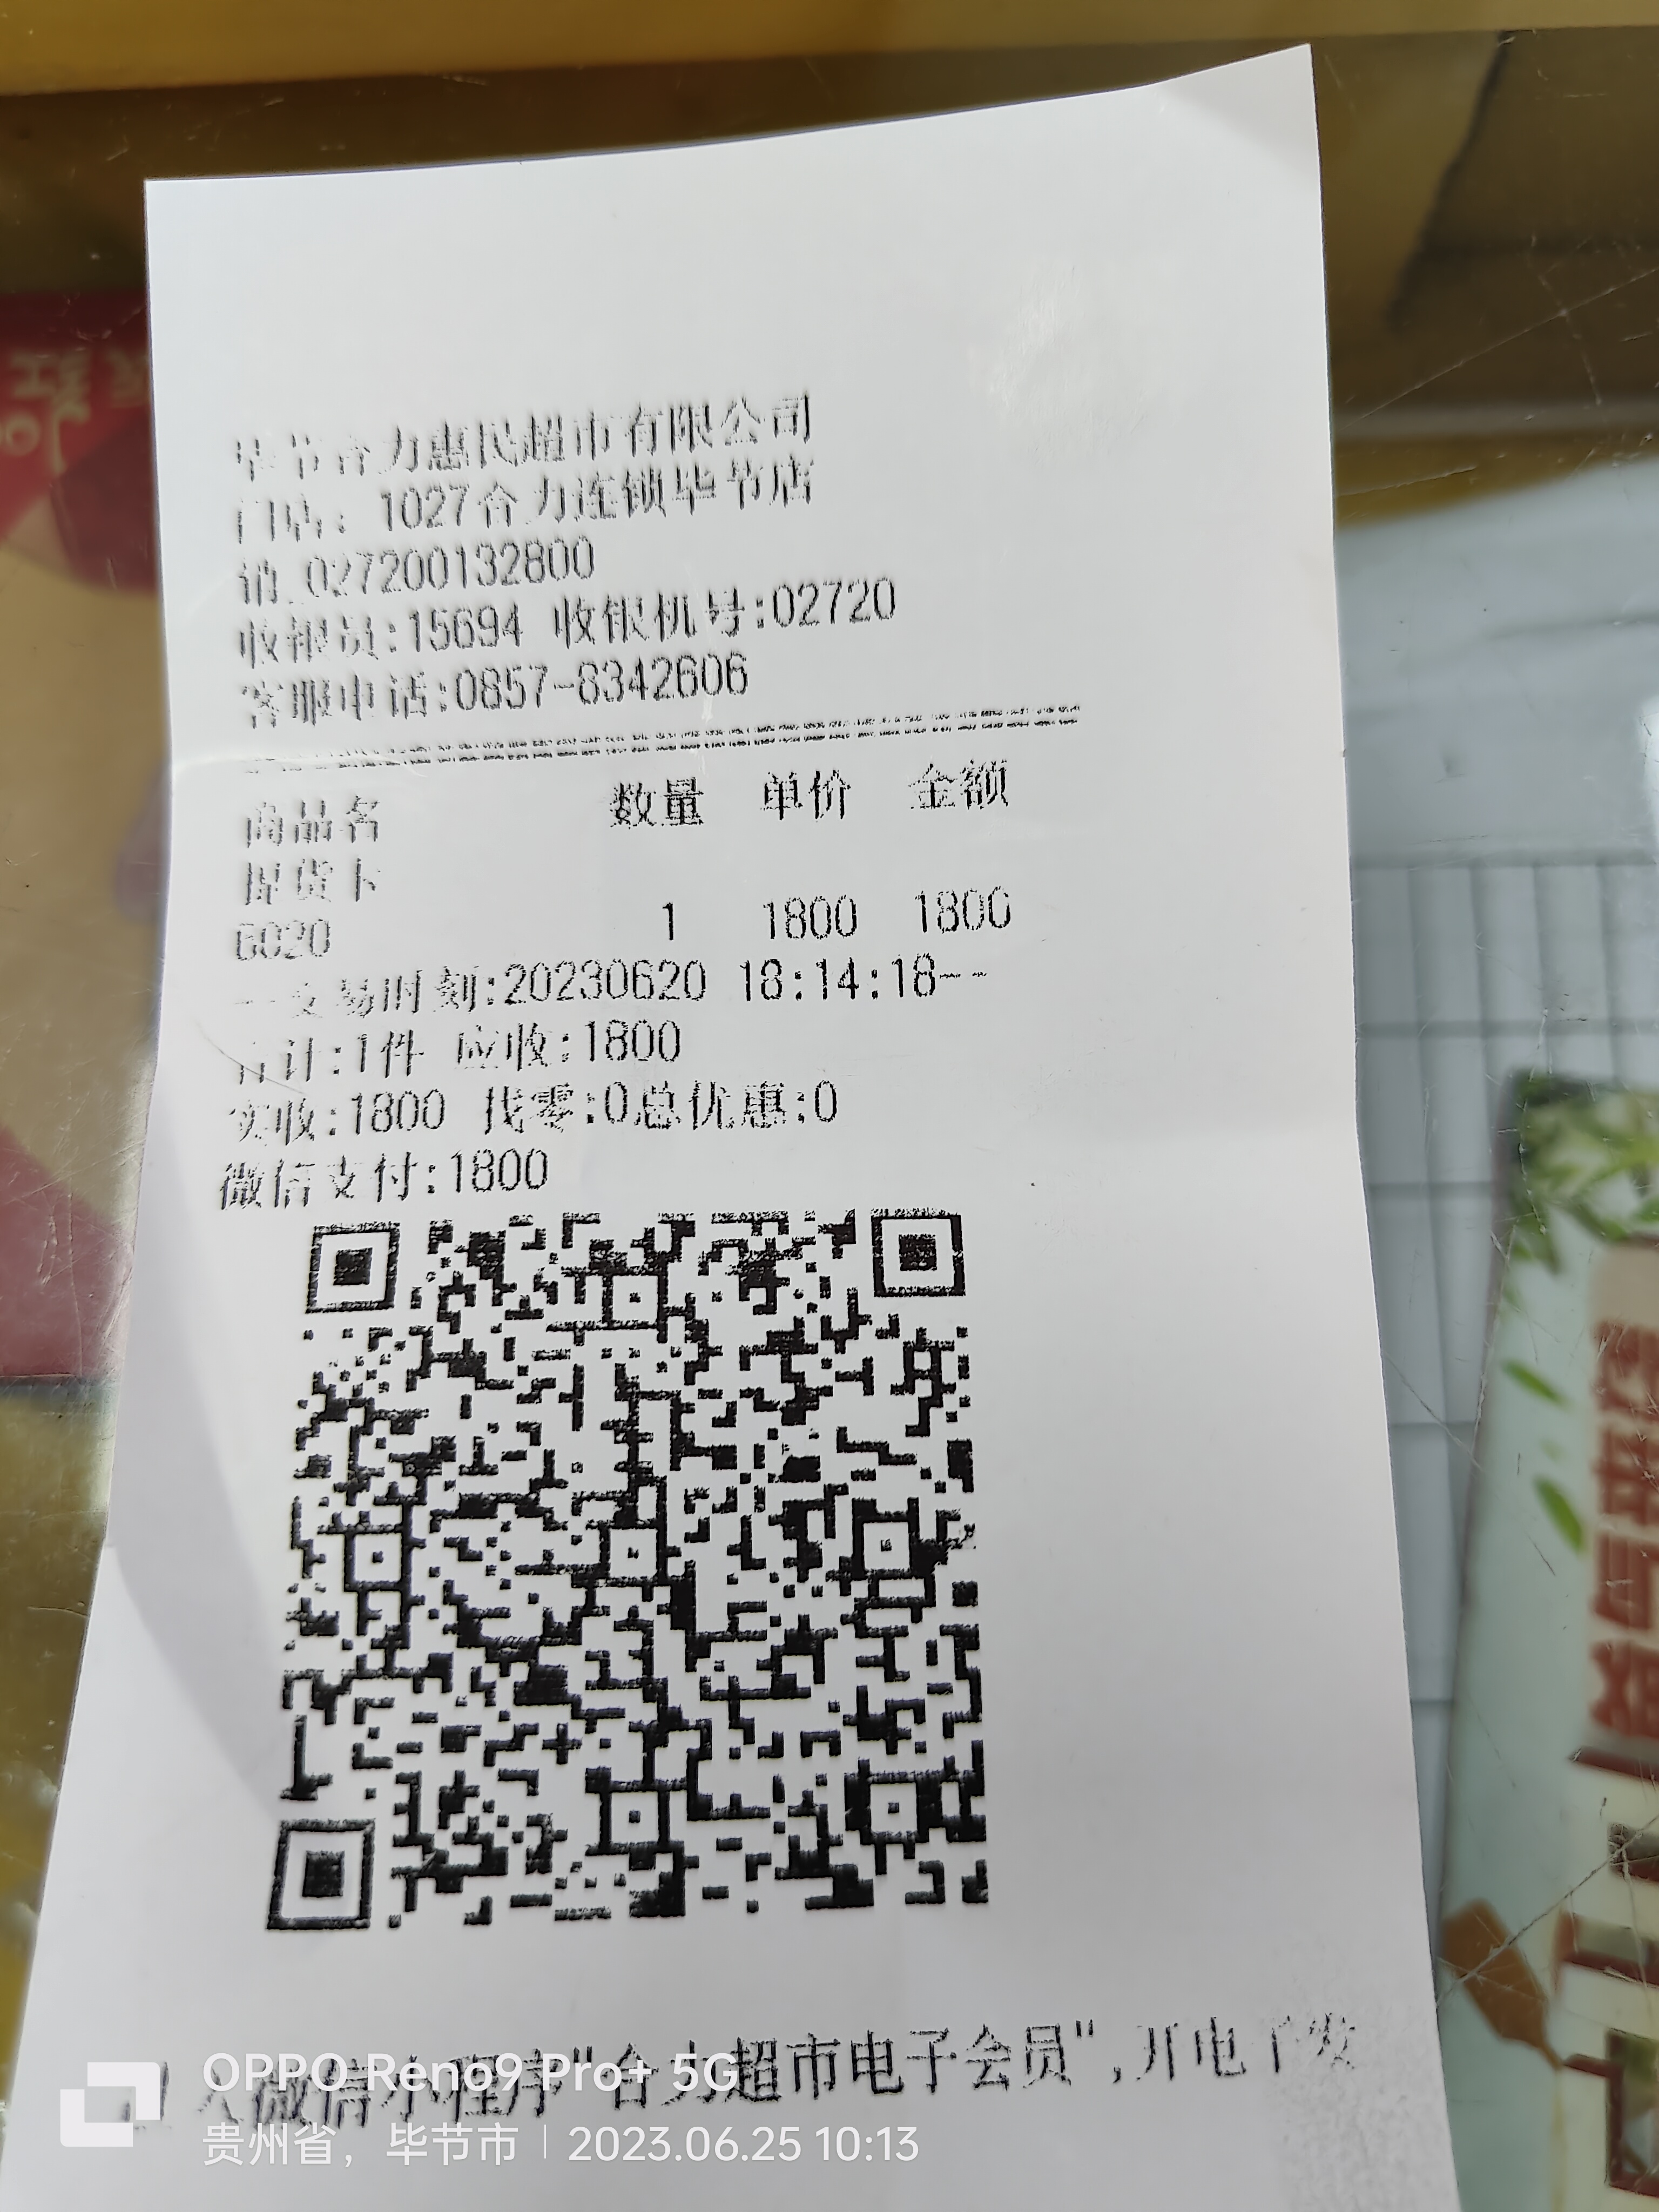 毕节合力惠民超市有限公司
门店: 1027合力连锁毕节店
销 027200132800
收银员:15694 收银机号:02720
客服电话:0857-8342606
商品名 数量 单价 金额
提货卡
6020 1 1800 1800
--交易时刻:20230620 18:14:18--
合计:1件 应收:1800
实收:1800 找零:0总优惠:0
微信支付:1800
入微信小程序"合力超市电子会员",开电子发
OPPO Reno9 Pro+ 5G
贵州省，毕节市 | 2023.06.25 10:13